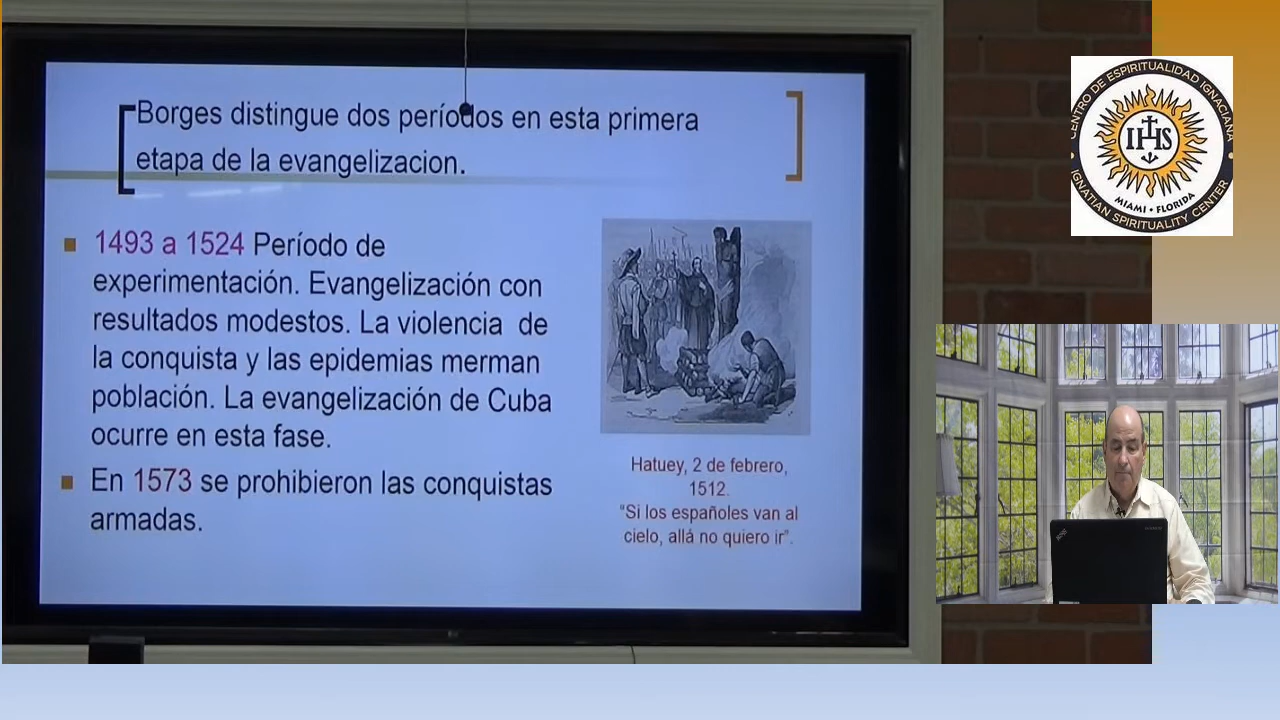 Borges distingue dos períodos en esta primera
etapa de la evangelizacion.
1493 a 1524 Período de
experimentación. Evangelización con
resultados modestos. La violencia de
la conquista y las epidemias merman
población. La evangelización de Cuba
ocurre en esta fase.
En 1573 se prohibieron las conquistas
armadas.
Hatuey, 2 de febrero,
1512.
“Si los españoles van al
cielo, allá no quiero ir”.
CENTRO DE ESPIRITUALIDAD IGNACIANA
IHS
MIAMI • FLORIDA
IGNATIAN SPIRITUALITY CENTER